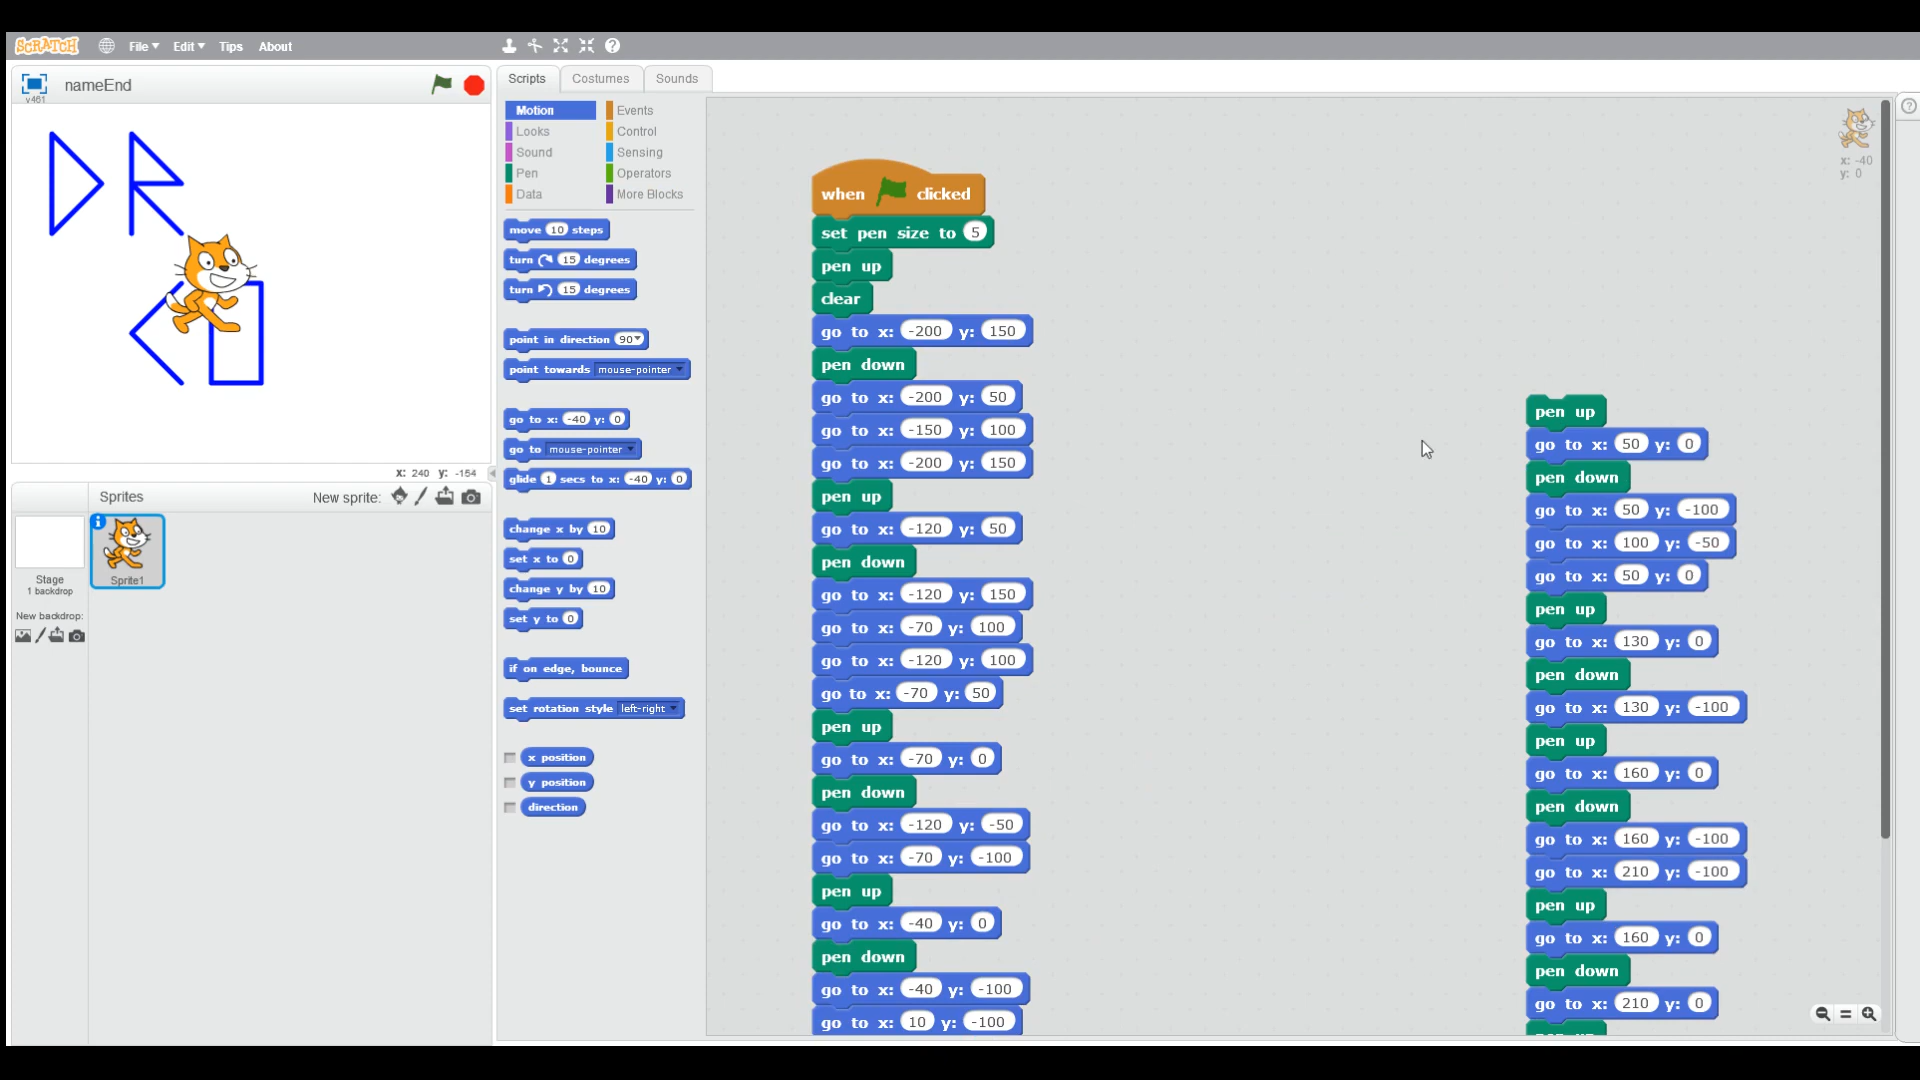 SCRATCH File Edit Tips About
nameEnd
v461
DR
x: 240 y: -154
Sprites New sprite:
Stage
1 backdrop
New backdrop:
Sprite1
Scripts Costumes Sounds
Motion Events
Looks Control
Sound Sensing
Pen Operators
Data More Blocks
move 10 steps
turn 15 degrees
turn 15 degrees
point in direction 90
point towards mouse-pointer
go to x: -40 y: 0
go to mouse-pointer
glide 1 secs to x: -40 y: 0
change x by 10
set x to 0
change y by 10
set y to 0
if on edge, bounce
set rotation style left-right
x position
y position
direction
when clicked
set pen size to 5
pen up
clear
go to x: -200 y: 150
pen down
go to x: -200 y: 50
go to x: -150 y: 100
go to x: -200 y: 150
pen up
go to x: -120 y: 50
pen down
go to x: -120 y: 150
go to x: -70 y: 100
go to x: -120 y: 100
go to x: -70 y: 50
pen up
go to x: -70 y: 0
pen down
go to x: -120 y: -50
go to x: -70 y: -100
pen up
go to x: -40 y: 0
pen down
go to x: -40 y: -100
go to x: 10 y: -100
pen up
go to x: 50 y: 0
pen down
go to x: 50 y: -100
go to x: 100 y: -50
go to x: 50 y: 0
pen up
go to x: 130 y: 0
pen down
go to x: 130 y: -100
pen up
go to x: 160 y: 0
pen down
go to x: 160 y: -100
go to x: 210 y: -100
pen up
go to x: 160 y: 0
pen down
go to x: 210 y: 0
x: -40
y: 0